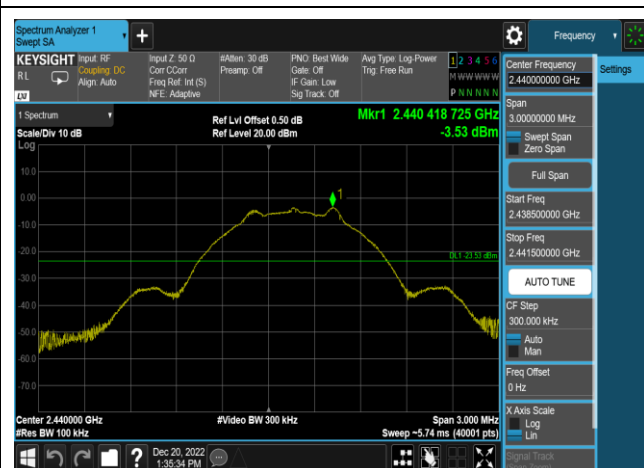 Spectrum Analyzer 1
Swept SA
+
Frequency
KEYSIGHT
RL
LXI
Input: RF
Coupling: DC
Align: Auto
Input Z: 50 Ω
Corr CCorr
Freq Ref: Int (S)
NFE: Adaptive
#Atten: 30 dB
Preamp: Off
PNO: Best Wide
Gate: Off
IF Gain: Low
Sig Track: Off
Avg Type: Log-Power
Trig: Free Run
1 2 3 4 5 6
M W W W W W
P N N N N N
1 Spectrum
Scale/Div 10 dB
Log
Ref Lvl Offset 0.50 dB
Ref Level 20.00 dBm
Mkr1 2.440 418 725 GHz
-3.53 dBm
10.0
0.00
-10.0
-20.0
-30.0
-40.0
-50.0
-60.0
-70.0
1
DL1 -23.53 dBm
Center 2.440000 GHz
#Res BW 100 kHz
#Video BW 300 kHz
Span 3.000 MHz
Sweep ~5.74 ms (40001 pts)
Center Frequency
2.440000000 GHz
Span
3.00000000 MHz
Swept Span
Zero Span
Full Span
Start Freq
2.438500000 GHz
Stop Freq
2.441500000 GHz
AUTO TUNE
CF Step
300.000 kHz
Auto
Man
Freq Offset
0 Hz
X Axis Scale
Log
Lin
Signal Track
(Span Zoom)
Settings
?
Dec 20, 2022
1:35:34 PM